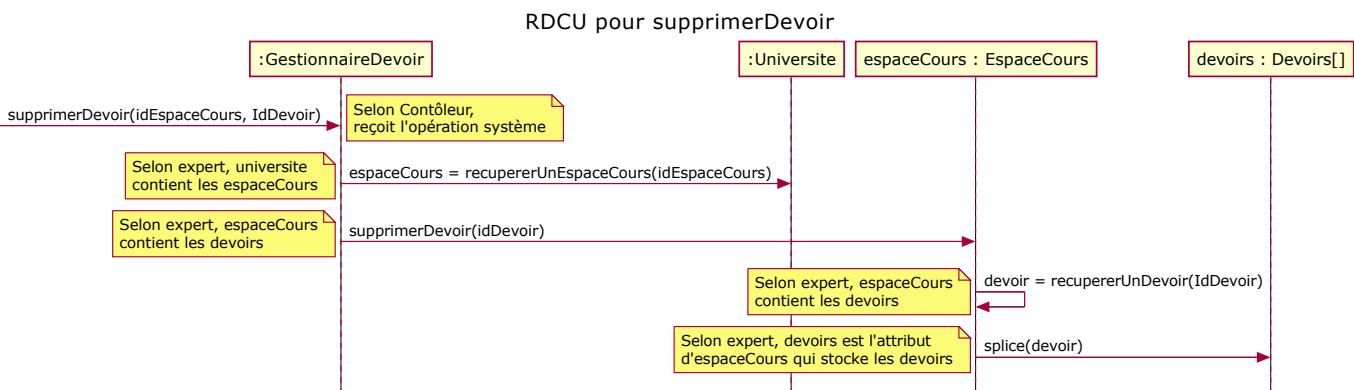 RDCU pour supprimerDevoir
:GestionnaireDevoir
:Universite
espaceCours : EspaceCours
devoirs : Devoirs[]
supprimerDevoir(idEspaceCours, IdDevoir)
Selon Contôleur,
reçoit l'opération système
Selon expert, universite
contient les espaceCours
espaceCours = recupererUnEspaceCours(idEspaceCours)
Selon expert, espaceCours
contient les devoirs
supprimerDevoir(idDevoir)
Selon expert, espaceCours
contient les devoirs
devoir = recupererUnDevoir(IdDevoir)
Selon expert, devoirs est l'attribut
d'espaceCours qui stocke les devoirs
splice(devoir)